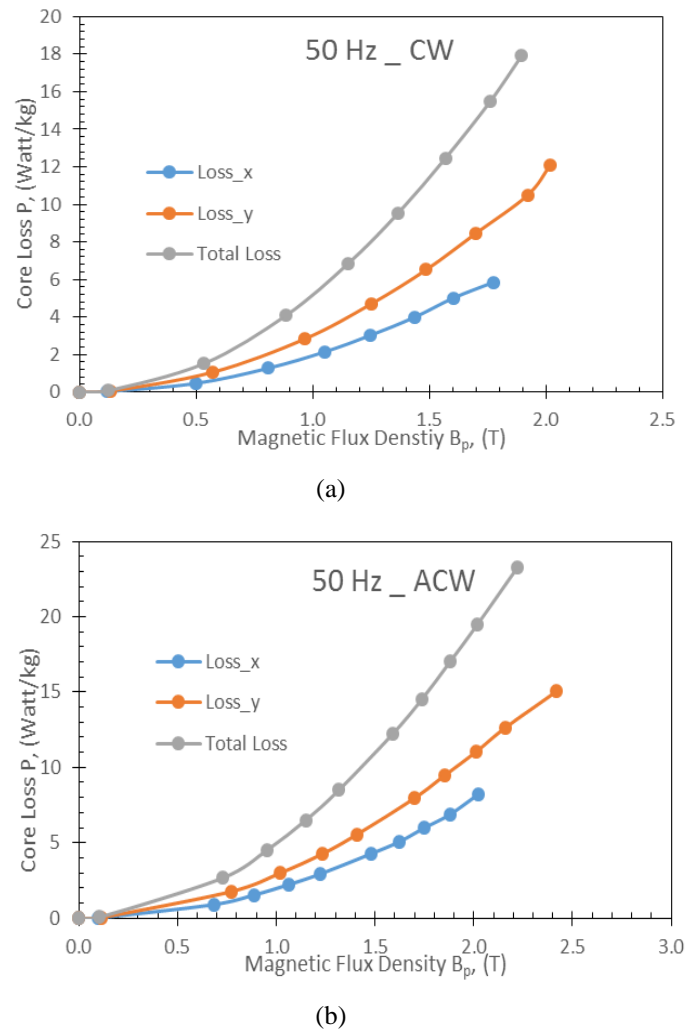 50 Hz _ CW
Core Loss P, (Watt/kg)
20
18
16
14
12
10
8
6
4
2
0
Loss_x
Loss_y
Total Loss
0.0 0.5 1.0 1.5 2.0 2.5
Magnetic Flux Denstiy Bp, (T)
(a)
50 Hz _ ACW
Core Loss P, (Watt/kg)
25
20
15
10
5
0
Loss_x
Loss_y
Total Loss
0.0 0.5 1.0 1.5 2.0 2.5 3.0
Magnetic Flux Density Bp, (T)
(b)